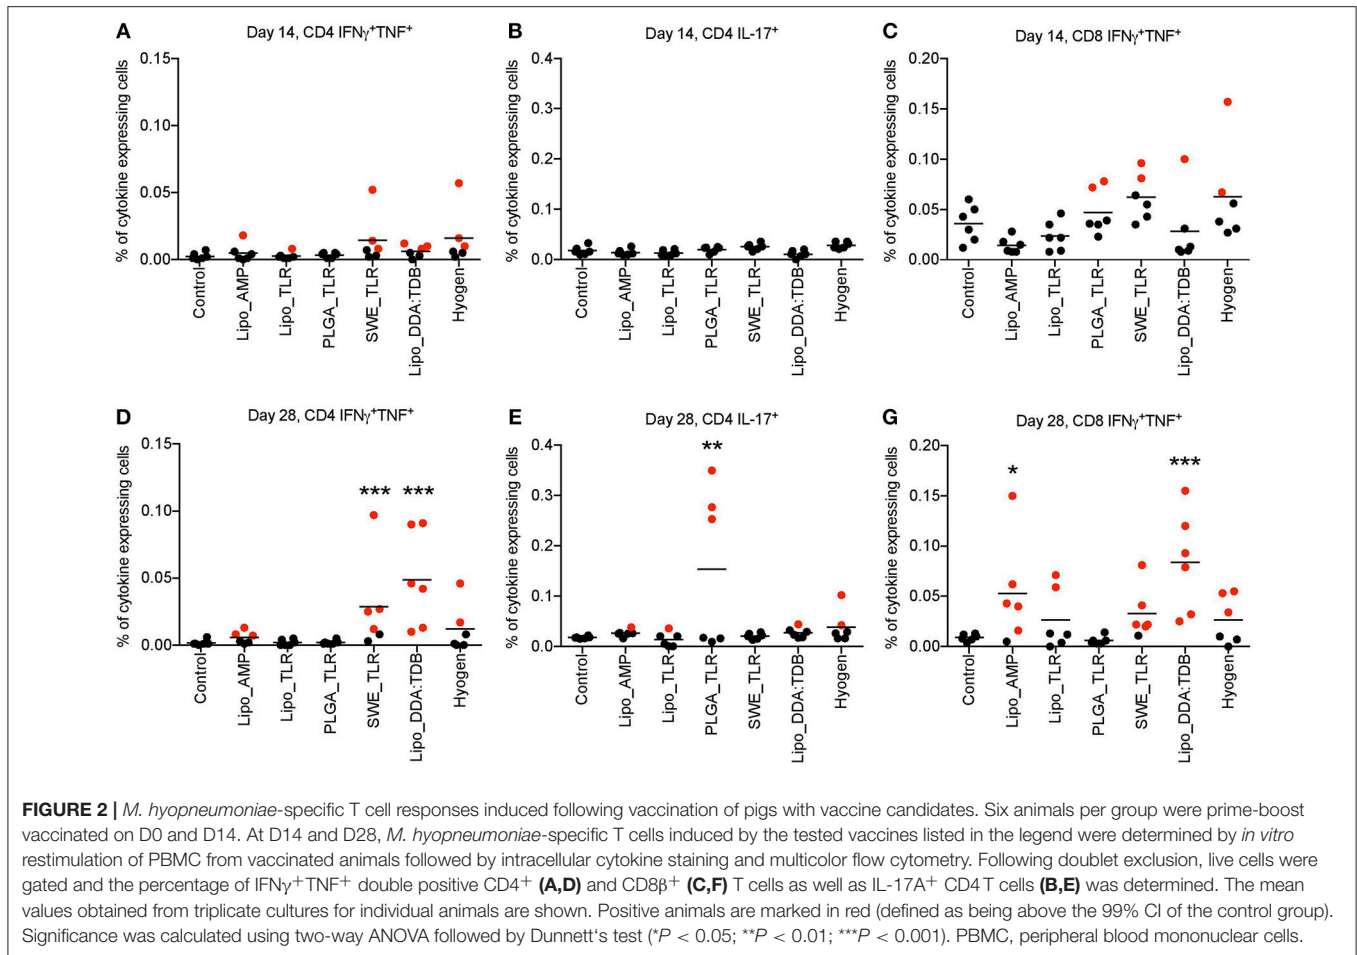 A
Day 14, CD4 IFNγ⁺TNF⁺
% of cytokine expressing cells
0.15
0.10
0.05
0.00
Control
Lipo_AMP
Lipo_TLR
PLGA_TLR
SWE_TLR
Lipo_DDA:TDB
Hyogen
B
Day 14, CD4 IL-17⁺
% of cytokine expressing cells
0.4
0.3
0.2
0.1
0.0
Control
Lipo_AMP
Lipo_TLR
PLGA_TLR
SWE_TLR
Lipo_DDA:TDB
Hyogen
C
Day 14, CD8 IFNγ⁺TNF⁺
% of cytokine expressing cells
0.20
0.15
0.10
0.05
0.00
Control
Lipo_AMP
Lipo_TLR
PLGA_TLR
SWE_TLR
Lipo_DDA:TDB
Hyogen
D
Day 28, CD4 IFNγ⁺TNF⁺
% of cytokine expressing cells
0.15
0.10
0.05
0.00
***
***
Control
Lipo_AMP
Lipo_TLR
PLGA_TLR
SWE_TLR
Lipo_DDA:TDB
Hyogen
E
Day 28, CD4 IL-17⁺
% of cytokine expressing cells
0.4
0.3
0.2
0.1
0.0
**
Control
Lipo_AMP
Lipo_TLR
PLGA_TLR
SWE_TLR
Lipo_DDA:TDB
Hyogen
G
Day 28, CD8 IFNγ⁺TNF⁺
% of cytokine expressing cells
0.20
0.15
0.10
0.05
0.00
*
***
Control
Lipo_AMP
Lipo_TLR
PLGA_TLR
SWE_TLR
Lipo_DDA:TDB
Hyogen
FIGURE 2 | M. hyopneumoniae-specific T cell responses induced following vaccination of pigs with vaccine candidates. Six animals per group were prime-boost
vaccinated on D0 and D14. At D14 and D28, M. hyopneumoniae-specific T cells induced by the tested vaccines listed in the legend were determined by in vitro
restimulation of PBMC from vaccinated animals followed by intracellular cytokine staining and multicolor flow cytometry. Following doublet exclusion, live cells were
gated and the percentage of IFNγ⁺TNF⁺ double positive CD4⁺ (A,D) and CD8β⁺ (C,F) T cells as well as IL-17A⁺ CD4 T cells (B,E) was determined. The mean
values obtained from triplicate cultures for individual animals are shown. Positive animals are marked in red (defined as being above the 99% CI of the control group).
Significance was calculated using two-way ANOVA followed by Dunnett‘s test (*P < 0.05; **P < 0.01; ***P < 0.001). PBMC, peripheral blood mononuclear cells.